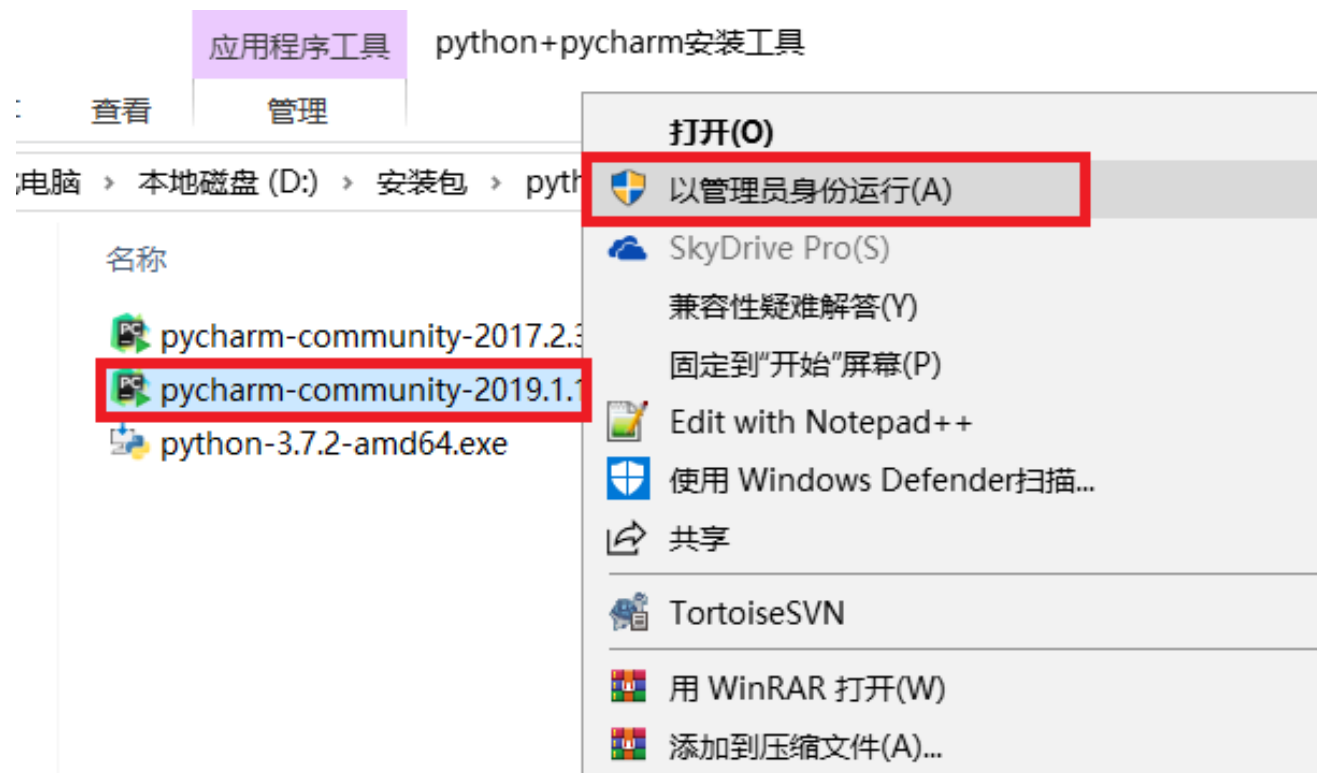 应用程序工具
python+pycharm安装工具
查看
管理
电脑 › 本地磁盘 (D:) › 安装包 › pyth
名称
pycharm-community-2017.2.3
pycharm-community-2019.1.1
python-3.7.2-amd64.exe
打开(O)
以管理员身份运行(A)
SkyDrive Pro(S)
兼容性疑难解答(Y)
固定到“开始”屏幕(P)
Edit with Notepad++
使用 Windows Defender扫描...
共享
TortoiseSVN
用 WinRAR 打开(W)
添加到压缩文件(A)...